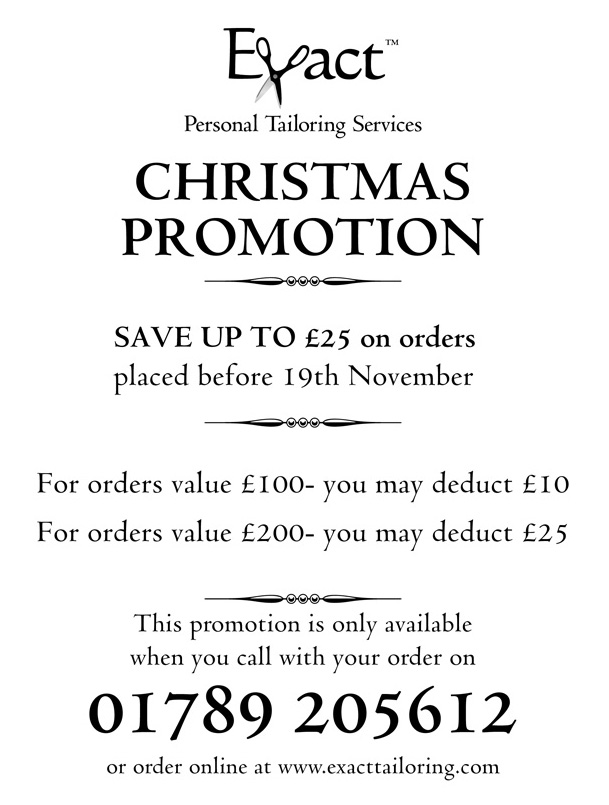 Exact™
Personal Tailoring Services
CHRISTMAS
PROMOTION
SAVE UP TO £25 on orders
placed before 19th November
For orders value £100- you may deduct £10
For orders value £200- you may deduct £25
This promotion is only available
when you call with your order on
01789 205612
or order online at www.exacttailoring.com